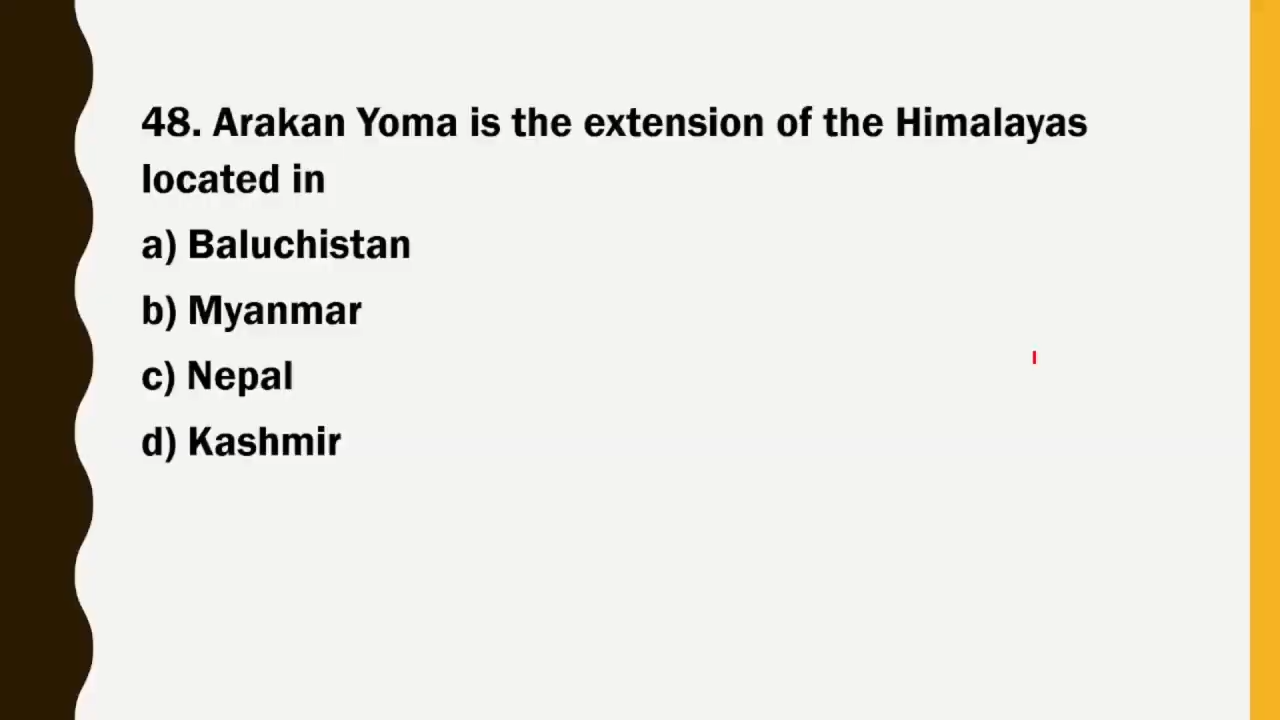 48. Arakan Yoma is the extension of the Himalayas
located in
a) Baluchistan
b) Myanmar
c) Nepal
d) Kashmir